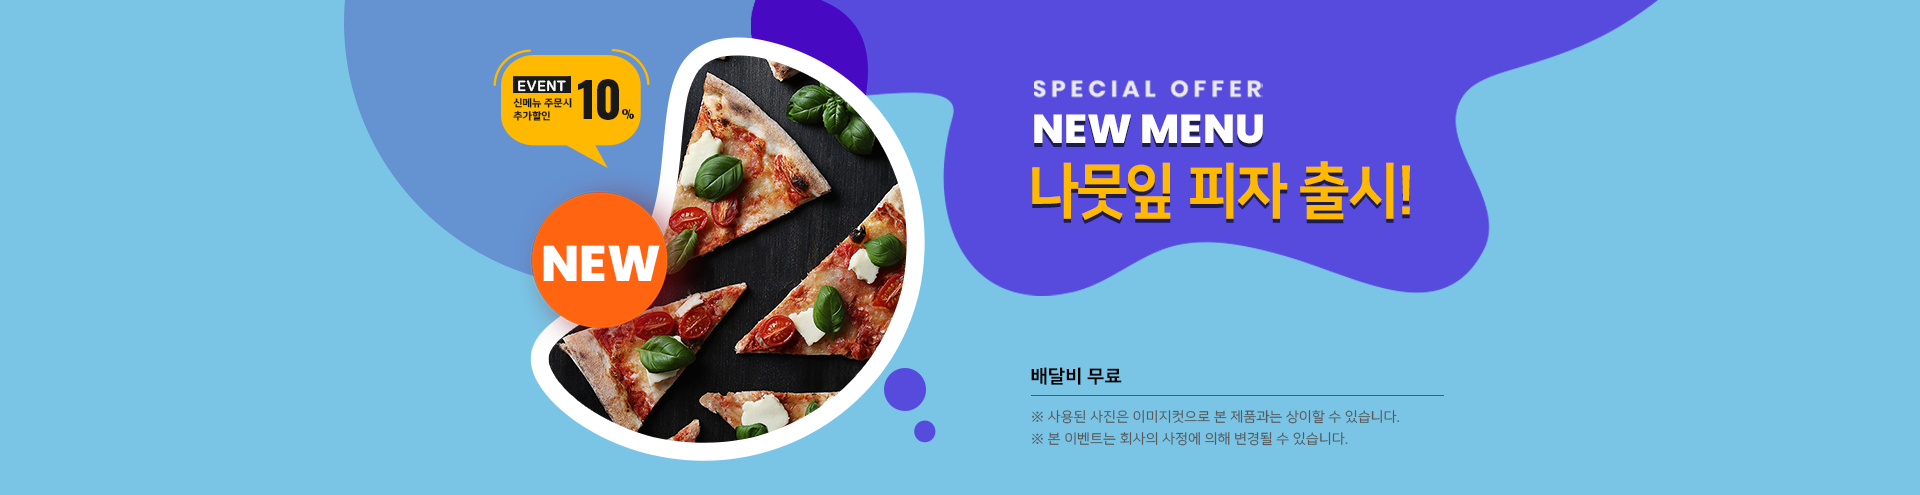 EVENT
신메뉴 주문시
추가할인
10%
NEW
SPECIAL OFFER
NEW MENU
나뭇잎 피자 출시!
배달비 무료
※ 사용된 사진은 이미지컷으로 본 제품과는 상이할 수 있습니다.
※ 본 이벤트는 회사의 사정에 의해 변경될 수 있습니다.